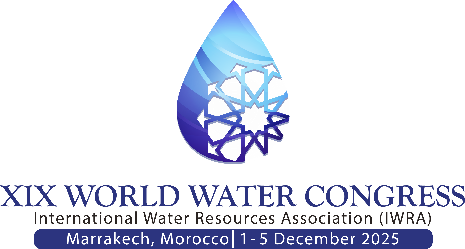 XIX WORLD WATER CONGRESS
International Water Resources Association (IWRA)
Marrakech, Morocco| 1- 5 December 2025